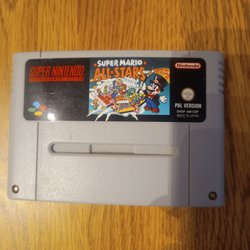 SUPER NINTENDO
ENTERTAINMENT SYSTEM
SUPER MARIO
ALL-STARS
Nintendo
PAL VERSION
MADE IN JAPAN